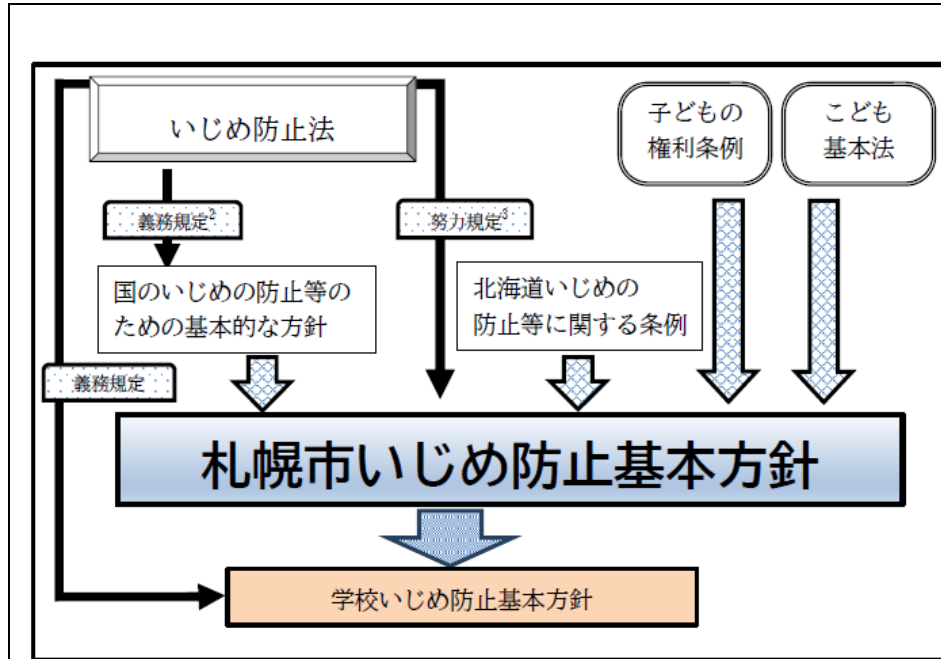 いじめ防止法
子どもの
権利条例
こども
基本法
義務規定2
努力規定3
国のいじめの防止等の
ための基本的な方針
北海道いじめの
防止等に関する条例
義務規定
札幌市いじめ防止基本方針
学校いじめ防止基本方針